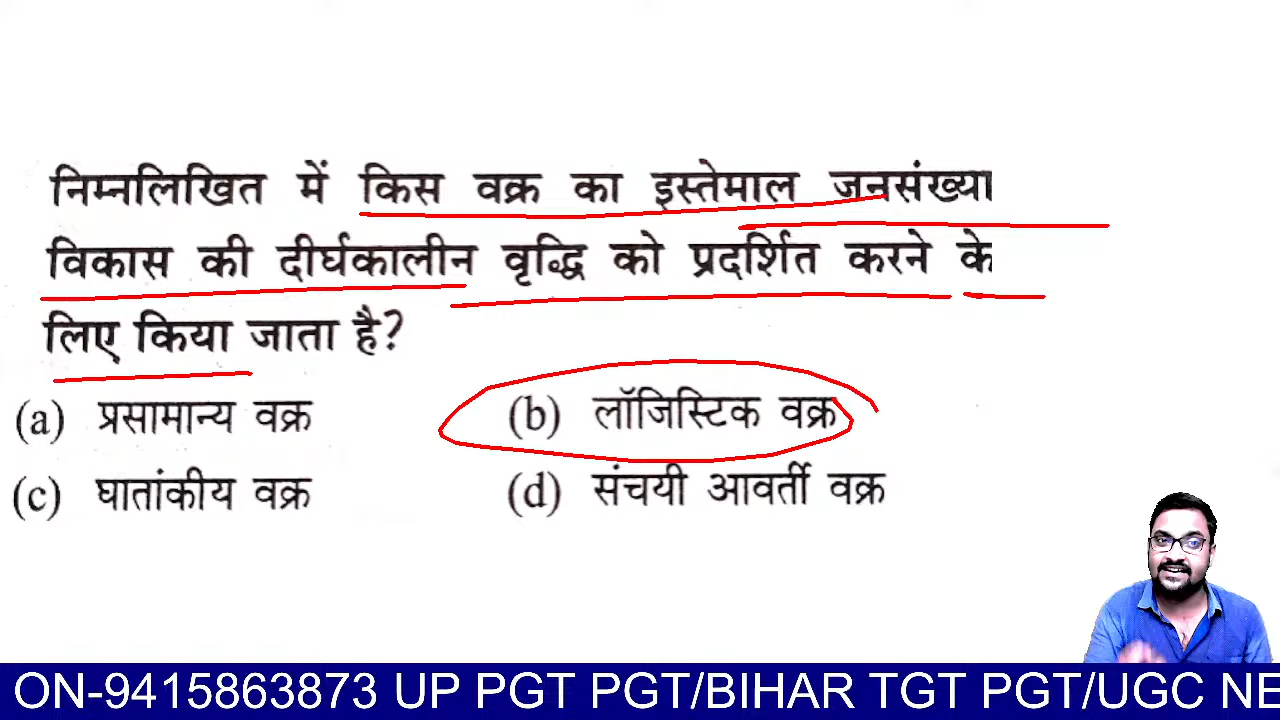 निम्नलिखित में किस वक्र का इस्तेमाल जनसंख्या
विकास की दीर्घकालीन वृद्धि को प्रदर्शित करने के
लिए किया जाता है?
(a) प्रसामान्य वक्र (b) लॉजिस्टिक वक्र
(c) घातांकीय वक्र (d) संचयी आवर्ती वक्र
ON-9415863873 UP PGT PGT/BIHAR TGT PGT/UGC NE